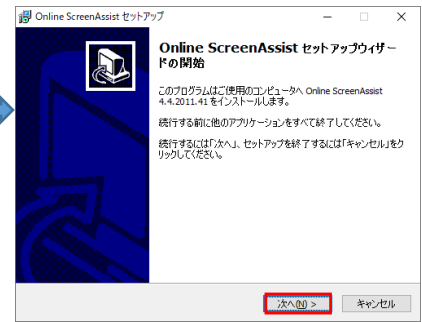 Online ScreenAssist セットアップ
Online ScreenAssist セットアップウィザー
ドの開始
このプログラムはご使用のコンピュータへ Online ScreenAssist
4.4.2011.41 をインストールします。
続行する前に他のアプリケーションをすべて終了してください。
続行するには「次へ」、セットアップを終了するには「キャンセル」をク
リックしてください。
次へ(N) >
キャンセル